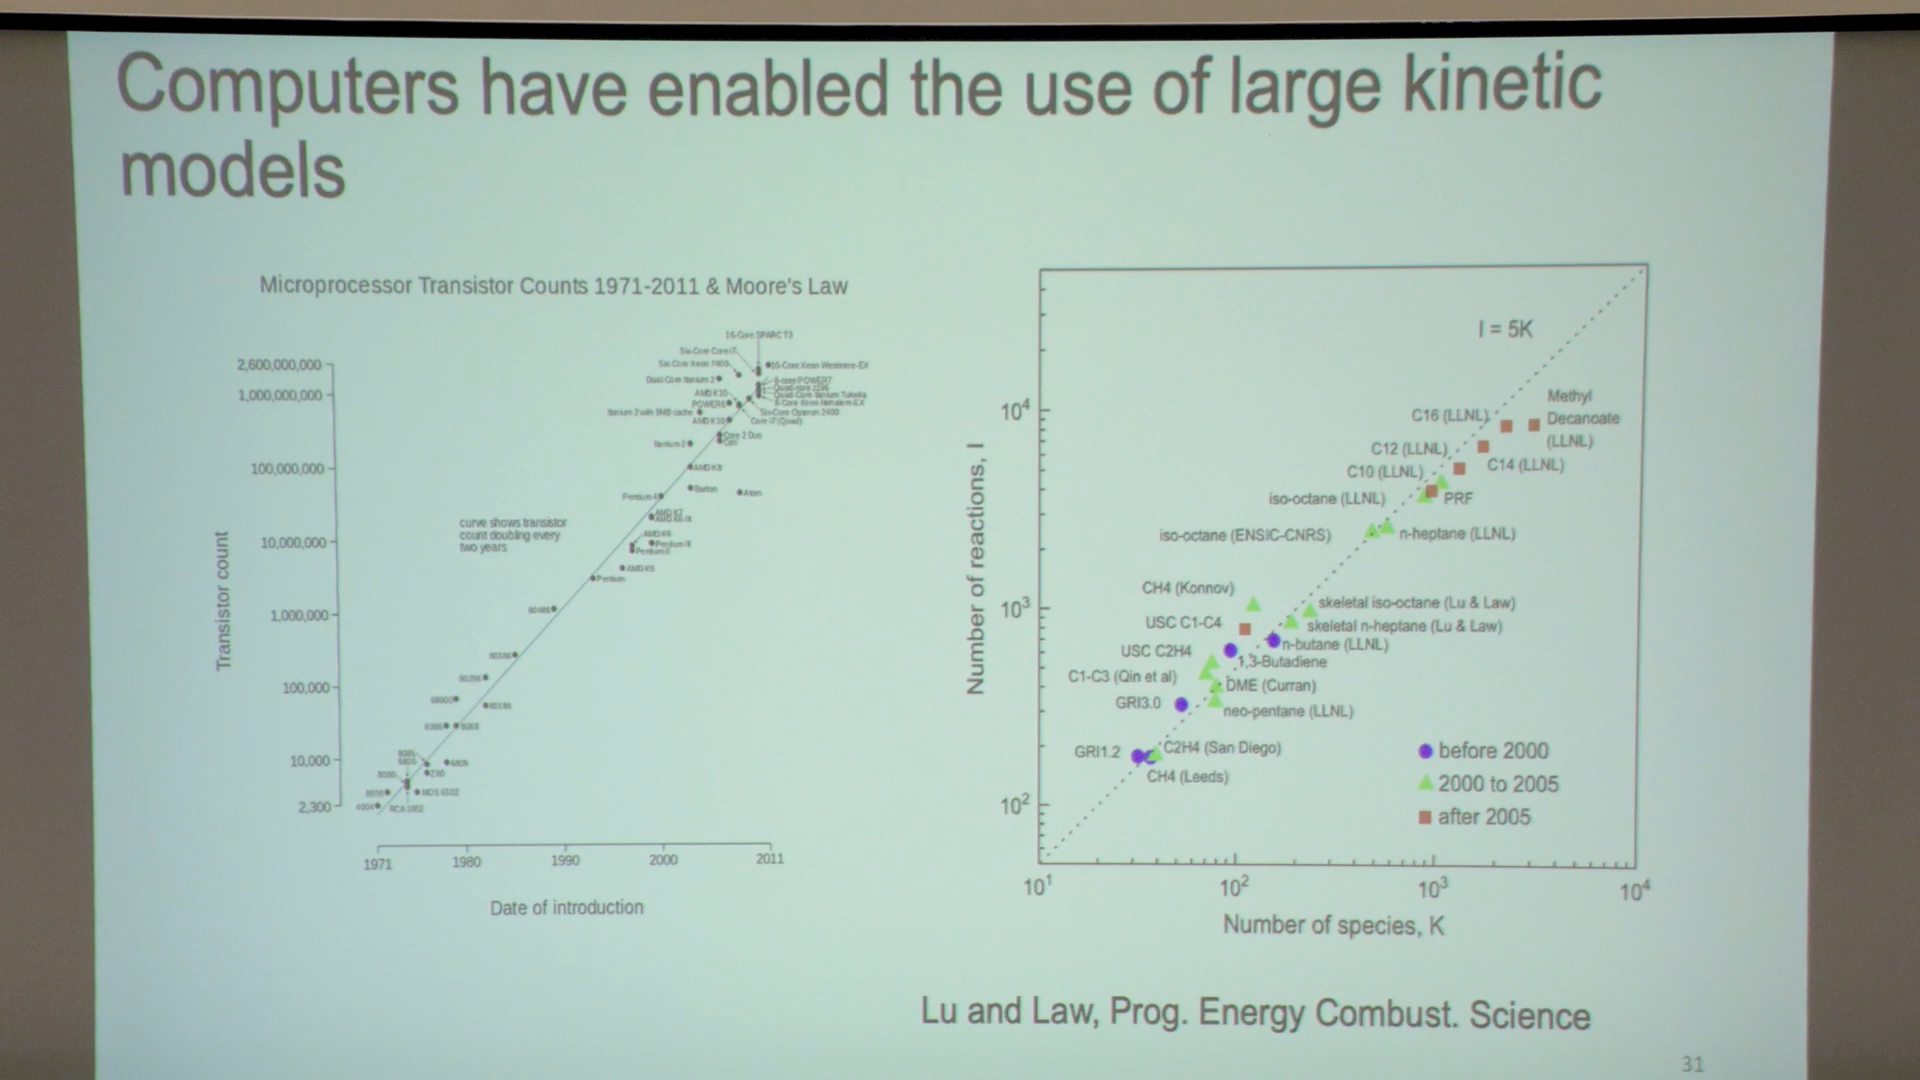 Computers have enabled the use of large kinetic
models
Microprocessor Transistor Counts 1971-2011 & Moore's Law
16-Core SPARC T3
Six-Core Core i7
Six-Core Xeon 7400
10-Core Xeon Westmere-EX
Dual-Core Itanium 2
8-core POWER7
Quad-core z196
Quad-Core Itanium Tukwila
8-Core Xeon Nehalem-EX
AMD K10
POWER6
Itanium 2 with 9MB cache
Six-Core Opteron 2400
AMD K10
Core i7 (Quad)
Core 2 Duo
Cell
Itanium 2
AMD K8
Barton
Atom
Pentium 4
AMD K7
AMD K6-III
AMD K6
Pentium III
Pentium II
AMD K5
Pentium
80486
80386
80286
68000
80186
8086
8088
8085
6800
6809
Z80
8080
8008
MOS 6502
4004
RCA 1802
curve shows transistor
count doubling every
two years
Transistor count
2,600,000,000
1,000,000,000
100,000,000
10,000,000
1,000,000
100,000
10,000
2,300
1971
1980
1990
2000
2011
Date of introduction
I = 5K
Methyl
Decanoate
(LLNL)
C16 (LLNL)
C12 (LLNL)
C14 (LLNL)
C10 (LLNL)
iso-octane (LLNL)
PRF
iso-octane (ENSIC-CNRS)
n-heptane (LLNL)
CH4 (Konnov)
skeletal iso-octane (Lu & Law)
USC C1-C4
skeletal n-heptane (Lu & Law)
n-butane (LLNL)
USC C2H4
1,3-Butadiene
C1-C3 (Qin et al)
DME (Curran)
GRI3.0
neo-pentane (LLNL)
GRI1.2
C2H4 (San Diego)
CH4 (Leeds)
before 2000
2000 to 2005
after 2005
Number of reactions, I
10⁴
10³
10²
10¹
10²
10³
10⁴
Number of species, K
Lu and Law, Prog. Energy Combust. Science
31